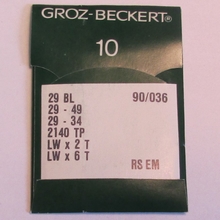 GROZ-BECKERT®
10
29 BL 90/036
29 - 49
29 - 34
2140 TP
LW x 2 T
LW x 6 T RS EM